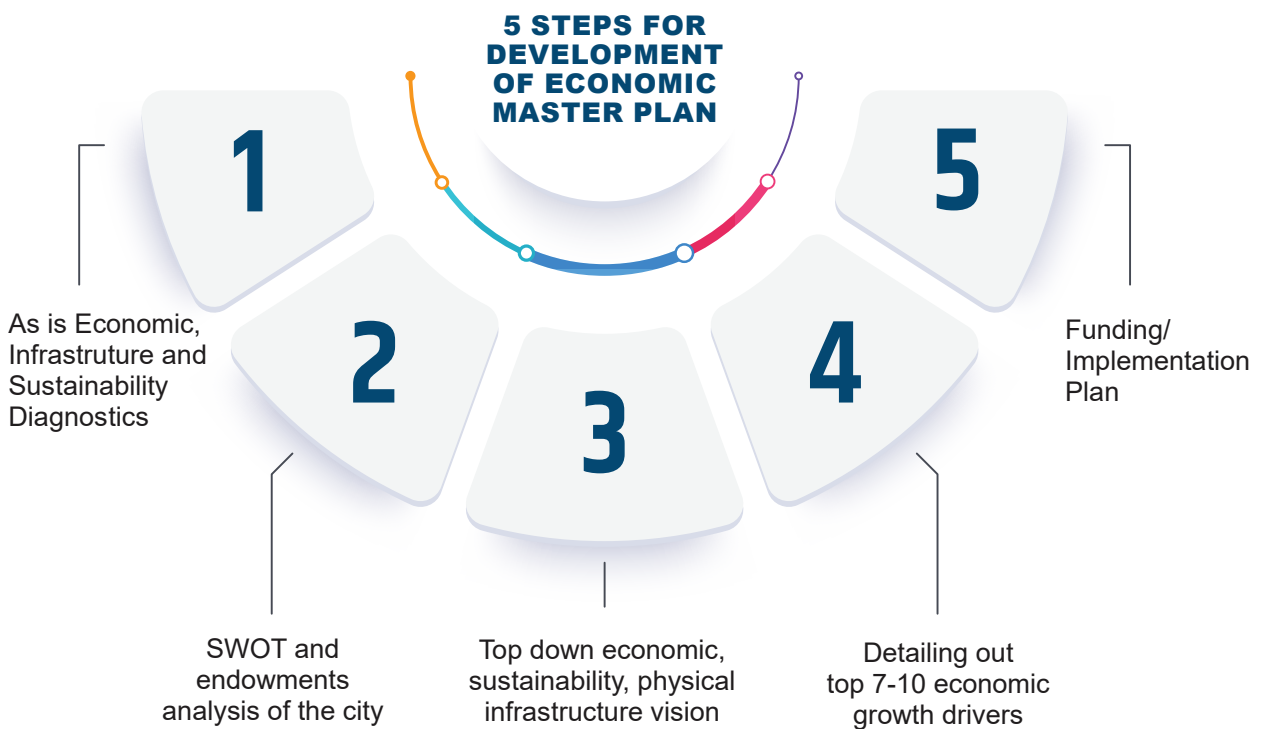 5 STEPS FOR
DEVELOPMENT
OF ECONOMIC
MASTER PLAN
1
As is Economic,
Infrastruture and
Sustainability
Diagnostics
2
SWOT and
endowments
analysis of the city
3
Top down economic,
sustainability, physical
infrastructure vision
4
Detailing out
top 7-10 economic
growth drivers
5
Funding/
Implementation
Plan